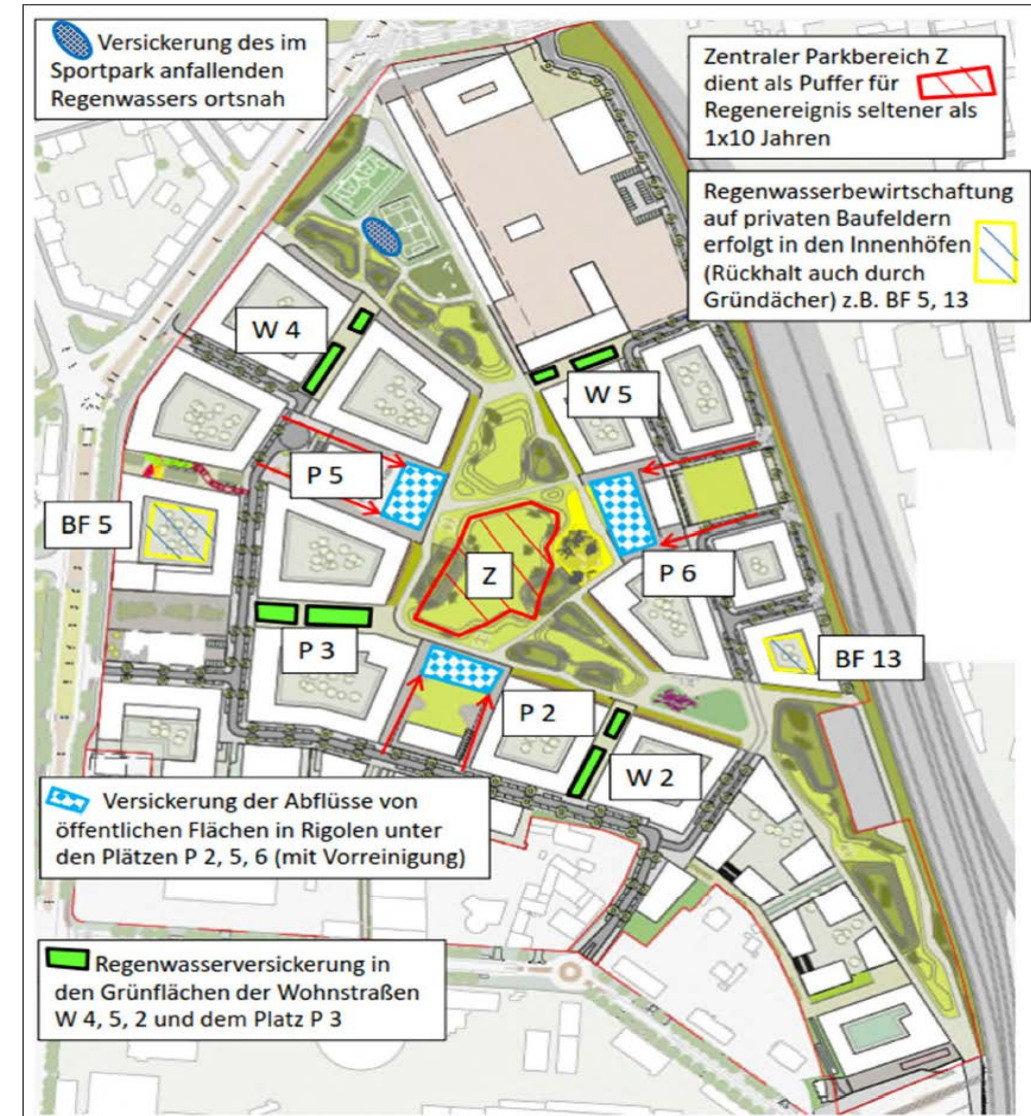 Versickerung des im
Sportpark anfallenden
Regenwassers ortsnah
Zentraler Parkbereich Z
dient als Puffer für
Regenereignis seltener als
1x10 Jahren
Regenwasserbewirtschaftung
auf privaten Baufeldern
erfolgt in den Innenhöfen
(Rückhalt auch durch
Gründächer) z.B. BF 5, 13
W 4
W 5
P 5
BF 5
Z
P 6
P 3
BF 13
P 2
W 2
Versickerung der Abflüsse von
öffentlichen Flächen in Rigolen unter
den Plätzen P 2, 5, 6 (mit Vorreinigung)
Regenwasserversickerung in
den Grünflächen der Wohnstraßen
W 4, 5, 2 und dem Platz P 3